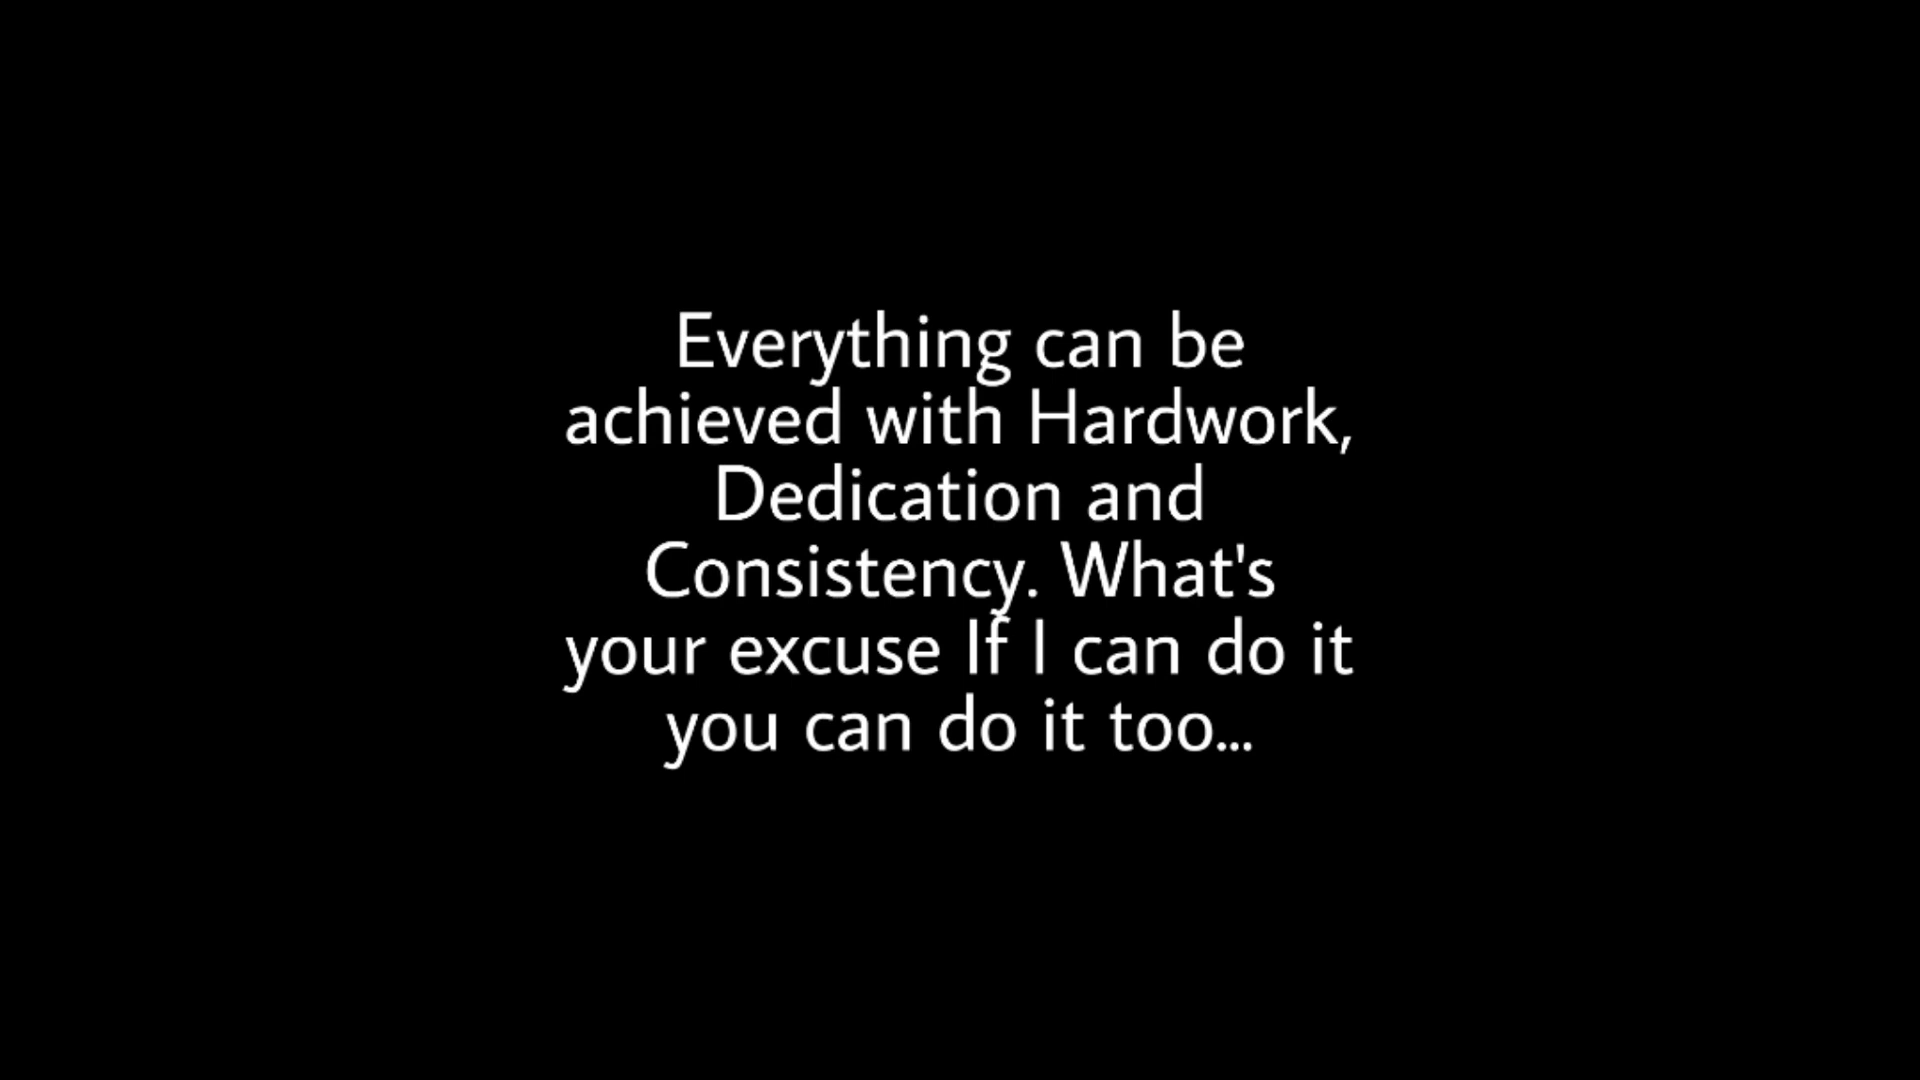 Everything can be
achieved with Hardwork,
Dedication and
Consistency. What's
your excuse If I can do it
you can do it too...